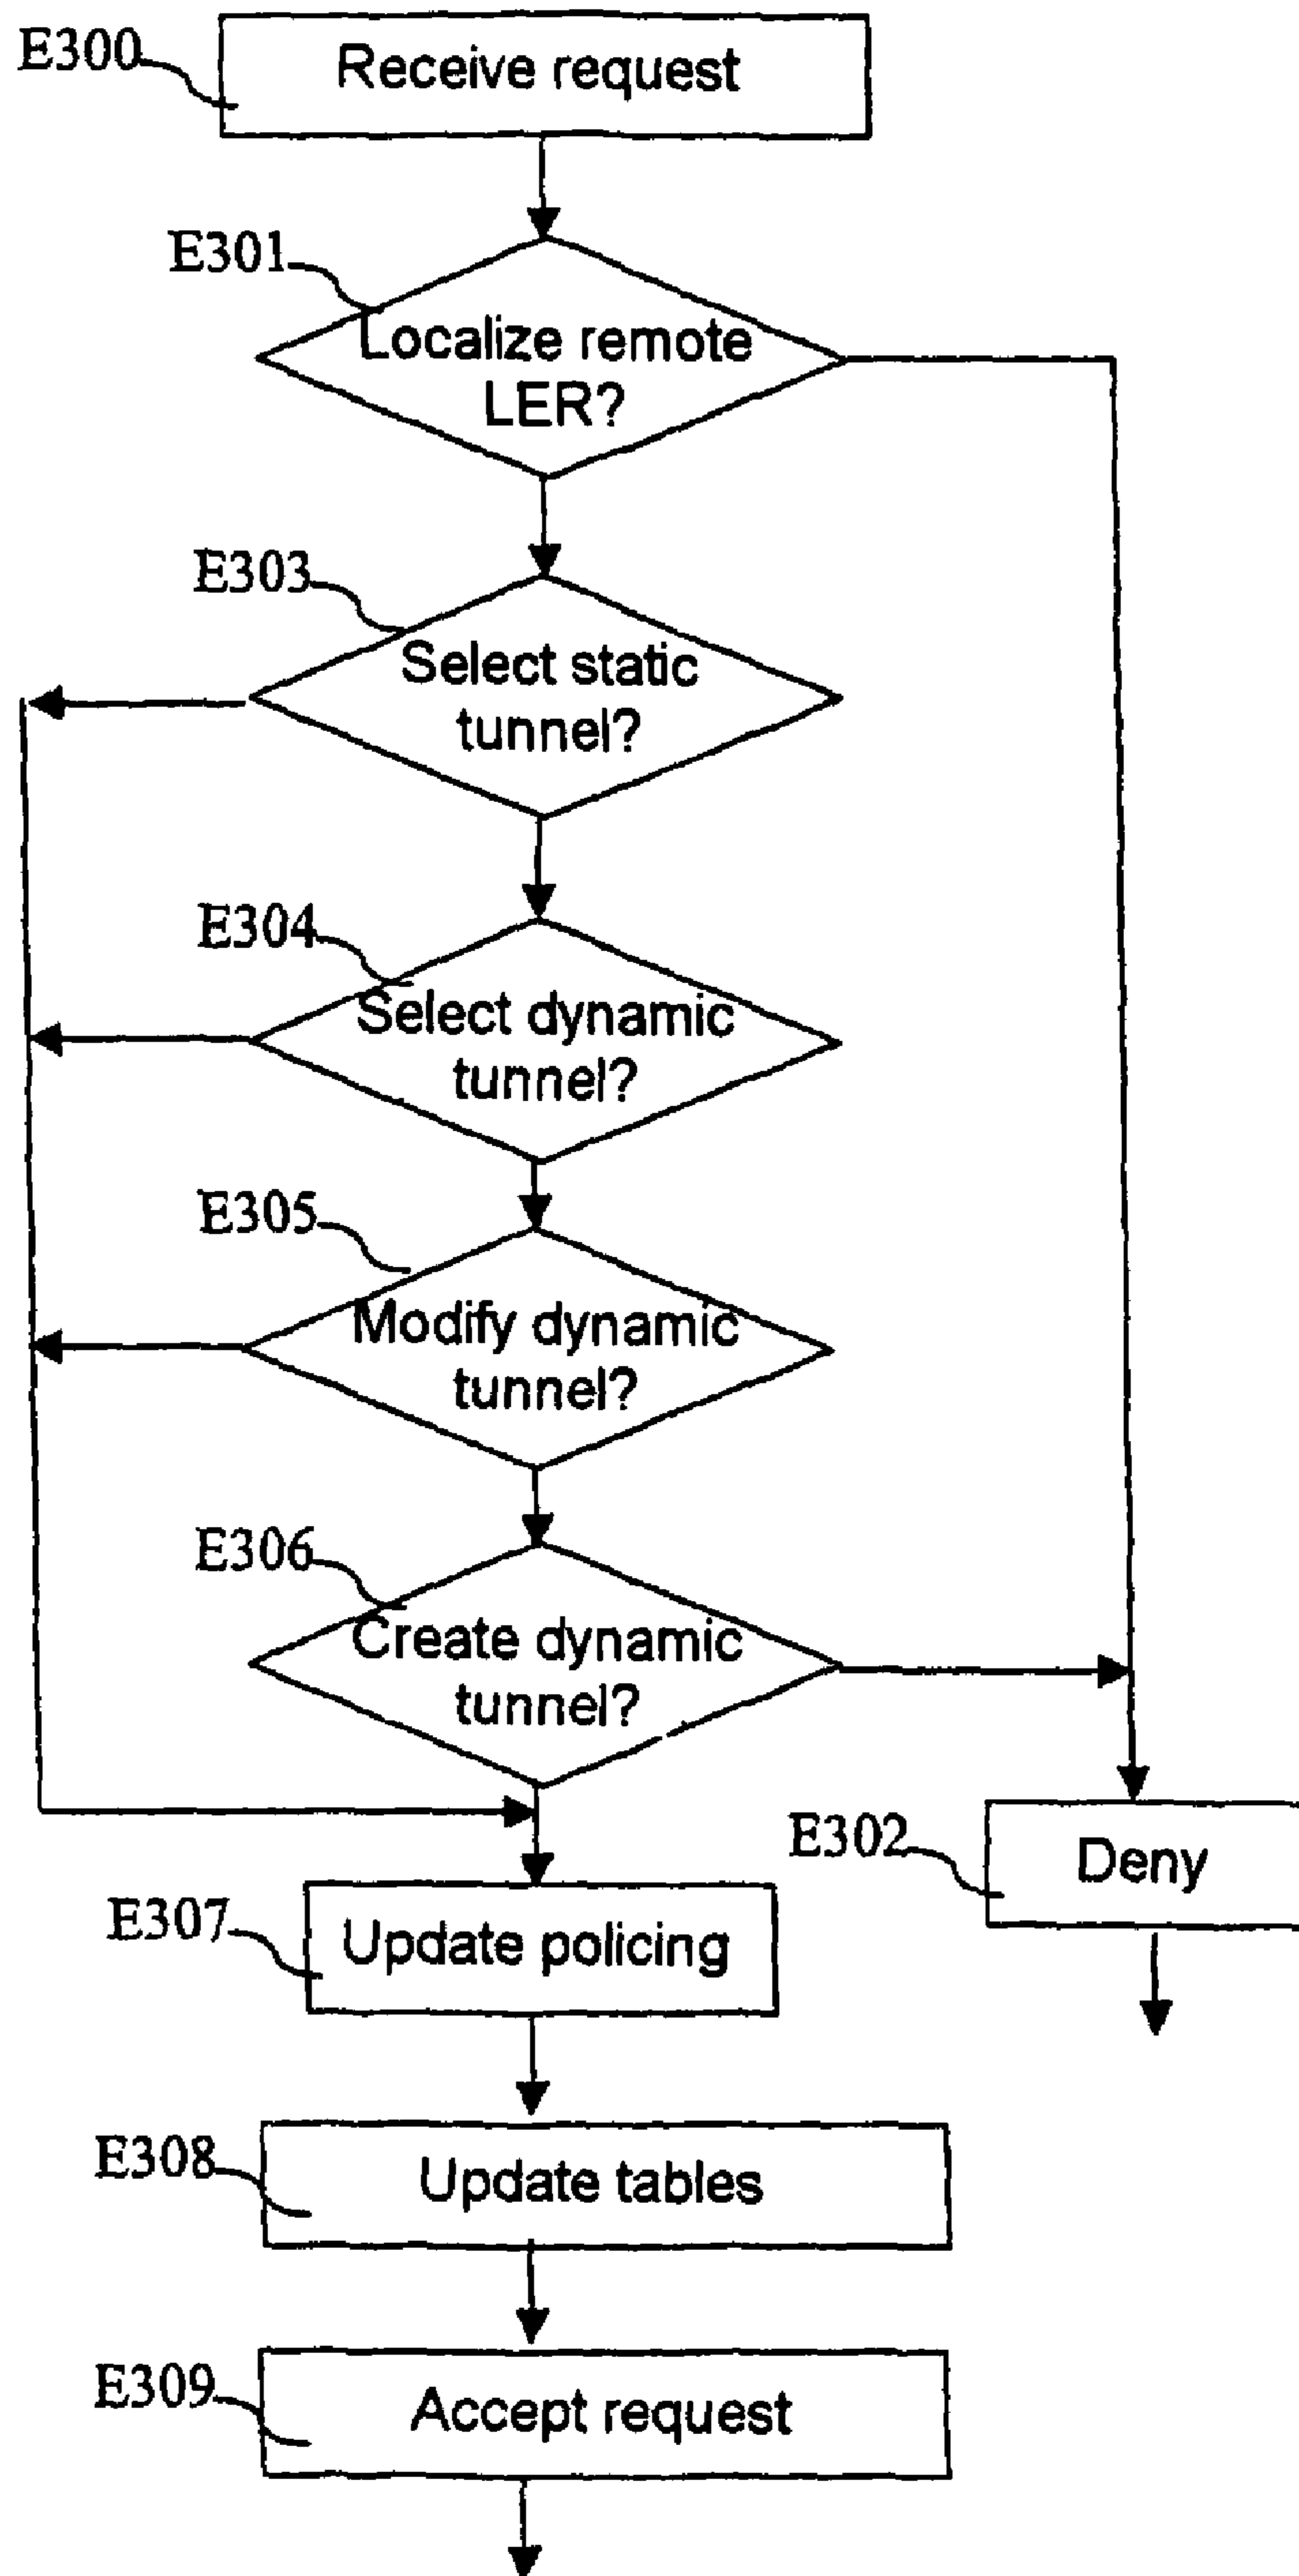 E300
Receive request
E301
Localize remote
LER?
E303
Select static
tunnel?
E304
Select dynamic
tunnel?
E305
Modify dynamic
tunnel?
E306
Create dynamic
tunnel?
E302
Deny
E307
Update policing
E308
Update tables
E309
Accept request